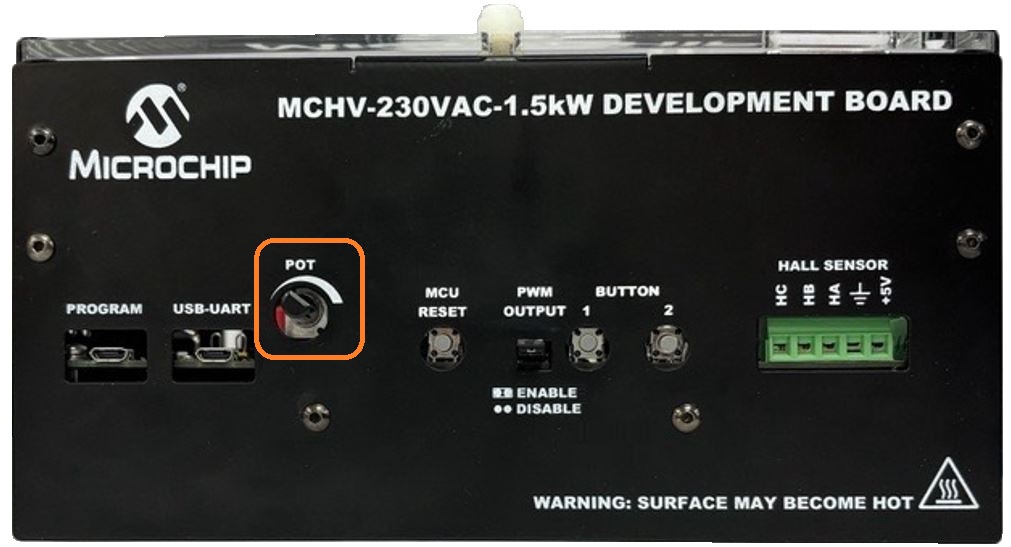 MCHV-230VAC-1.5kW DEVELOPMENT BOARD
MICROCHIP®
POT
PROGRAM
USB-UART
MCU
RESET
PWM
OUTPUT
BUTTON
1
2
ENABLE
DISABLE
HALL SENSOR
HC HB HA +5V
WARNING: SURFACE MAY BECOME HOT